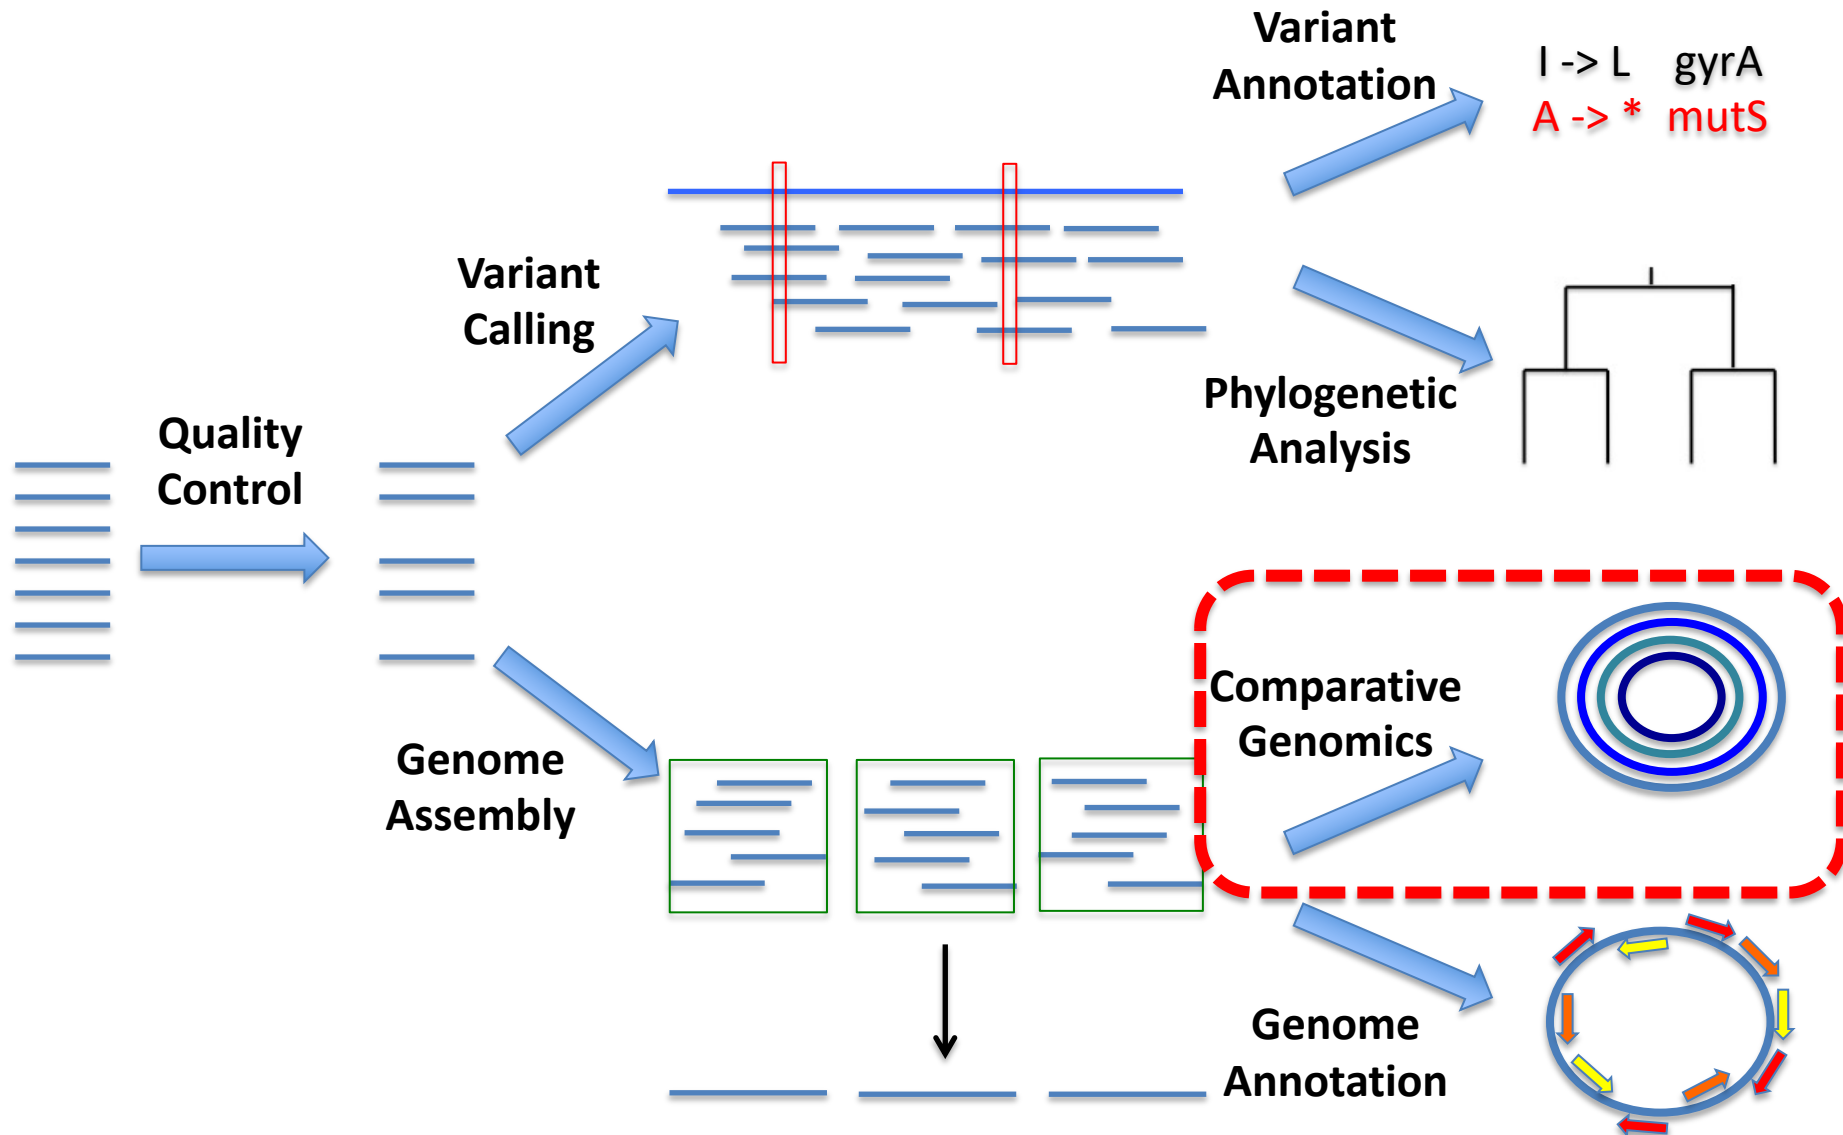 Variant
Annotation
I -> L gyrA
A -> * mutS
Variant
Calling
Phylogenetic
Analysis
Quality
Control
Comparative
Genomics
Genome
Assembly
Genome
Annotation